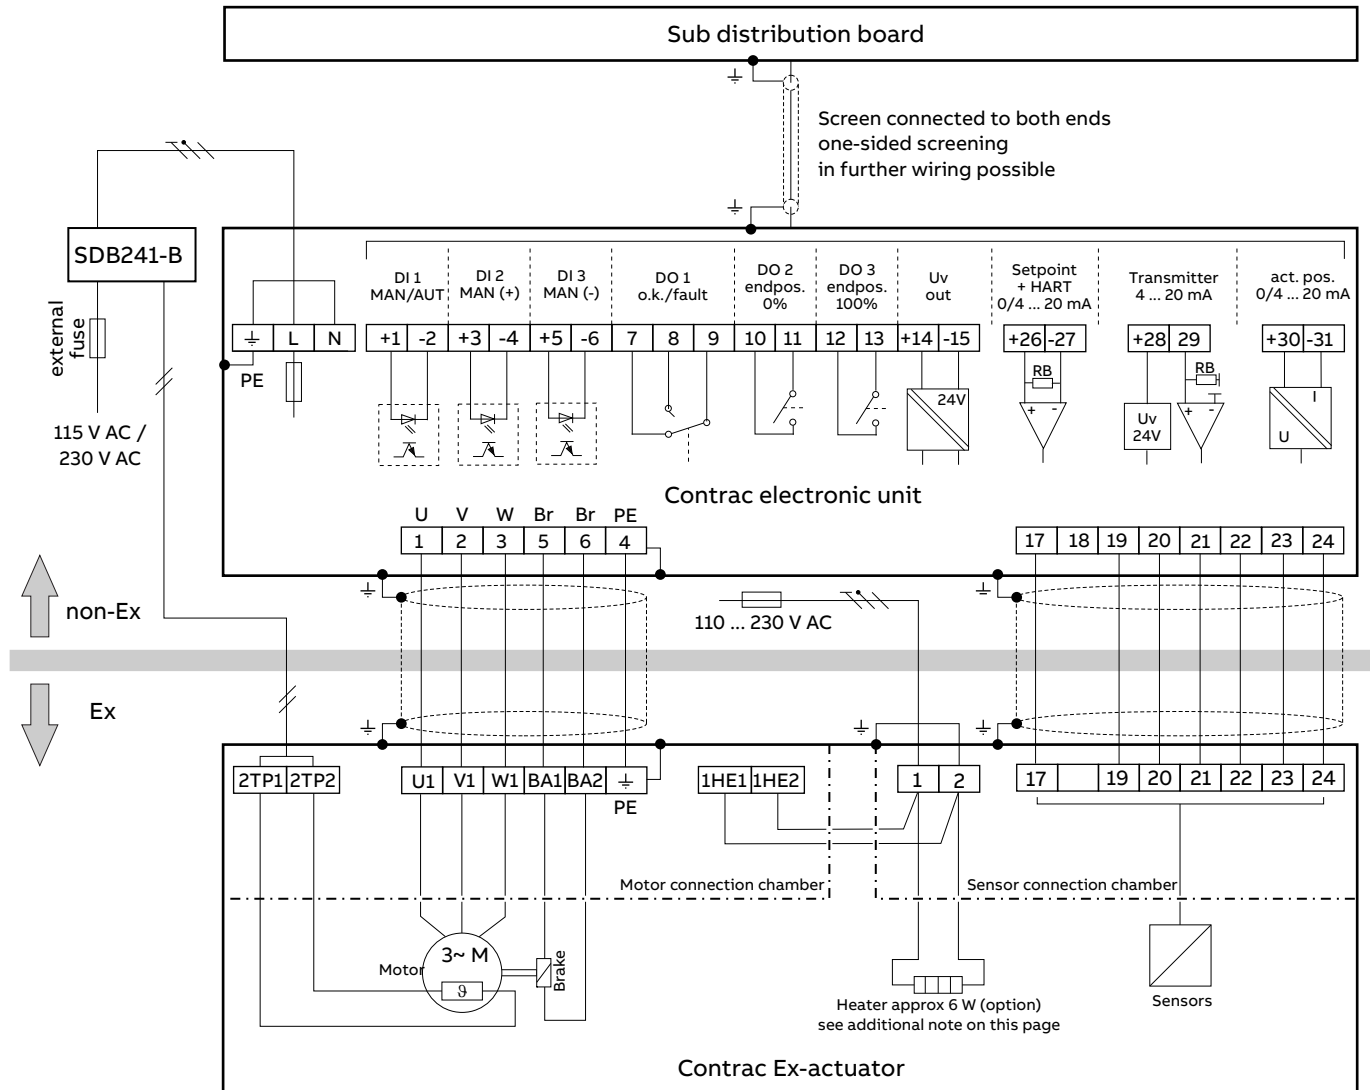 Sub distribution board
Screen connected to both ends
one-sided screening
in further wiring possible
SDB241-B
external
fuse
115 V AC /
230 V AC
DI 1
MAN/AUT
DI 2
MAN (+)
DI 3
MAN (-)
DO 1
o.k./fault
DO 2
endpos.
0%
DO 3
endpos.
100%
Uv
out
Setpoint
+ HART
0/4 ... 20 mA
Transmitter
4 ... 20 mA
act. pos.
0/4 ... 20 mA
L N +1 -2 +3 -4 +5 -6 7 8 9 10 11 12 13 +14 -15 +26 -27 +28 29 +30 -31
PE
24V
RB
+ -
Uv
24V
RB
+ -
I
U
Contrac electronic unit
U V W Br Br PE
1 2 3 5 6 4
17 18 19 20 21 22 23 24
non-Ex
110 ... 230 V AC
Ex
2TP1 2TP2
U1 V1 W1 BA1 BA2
PE
1HE1 1HE2
1 2
17 19 20 21 22 23 24
Motor connection chamber
Sensor connection chamber
3~ M
Motor
ϑ
Brake
Heater approx 6 W (option)
see additional note on this page
Sensors
Contrac Ex-actuator